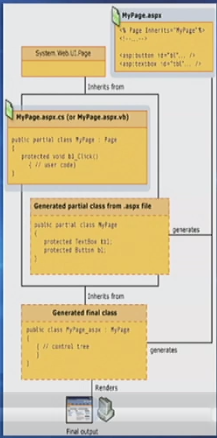 MyPage.aspx
<% Page Inherits="MyPage"%>
<!--...-->
<asp:button id="b1"... />
<asp:textbox id="tb1"... />
System.Web.UI.Page
Inherits from
MyPage.aspx.cs (or MyPage.aspx.vb)
public partial class MyPage : Page
{
protected void b1_Click()
{ // user code}
}
Generated partial class from .aspx file
public partial class MyPage
{
protected TextBox tb1;
protected Button b1;
}
generates
Inherits from
Generated final class
public class MyPage_aspx : MyPage
{
{ // control tree
}
}
generates
Renders
Final output